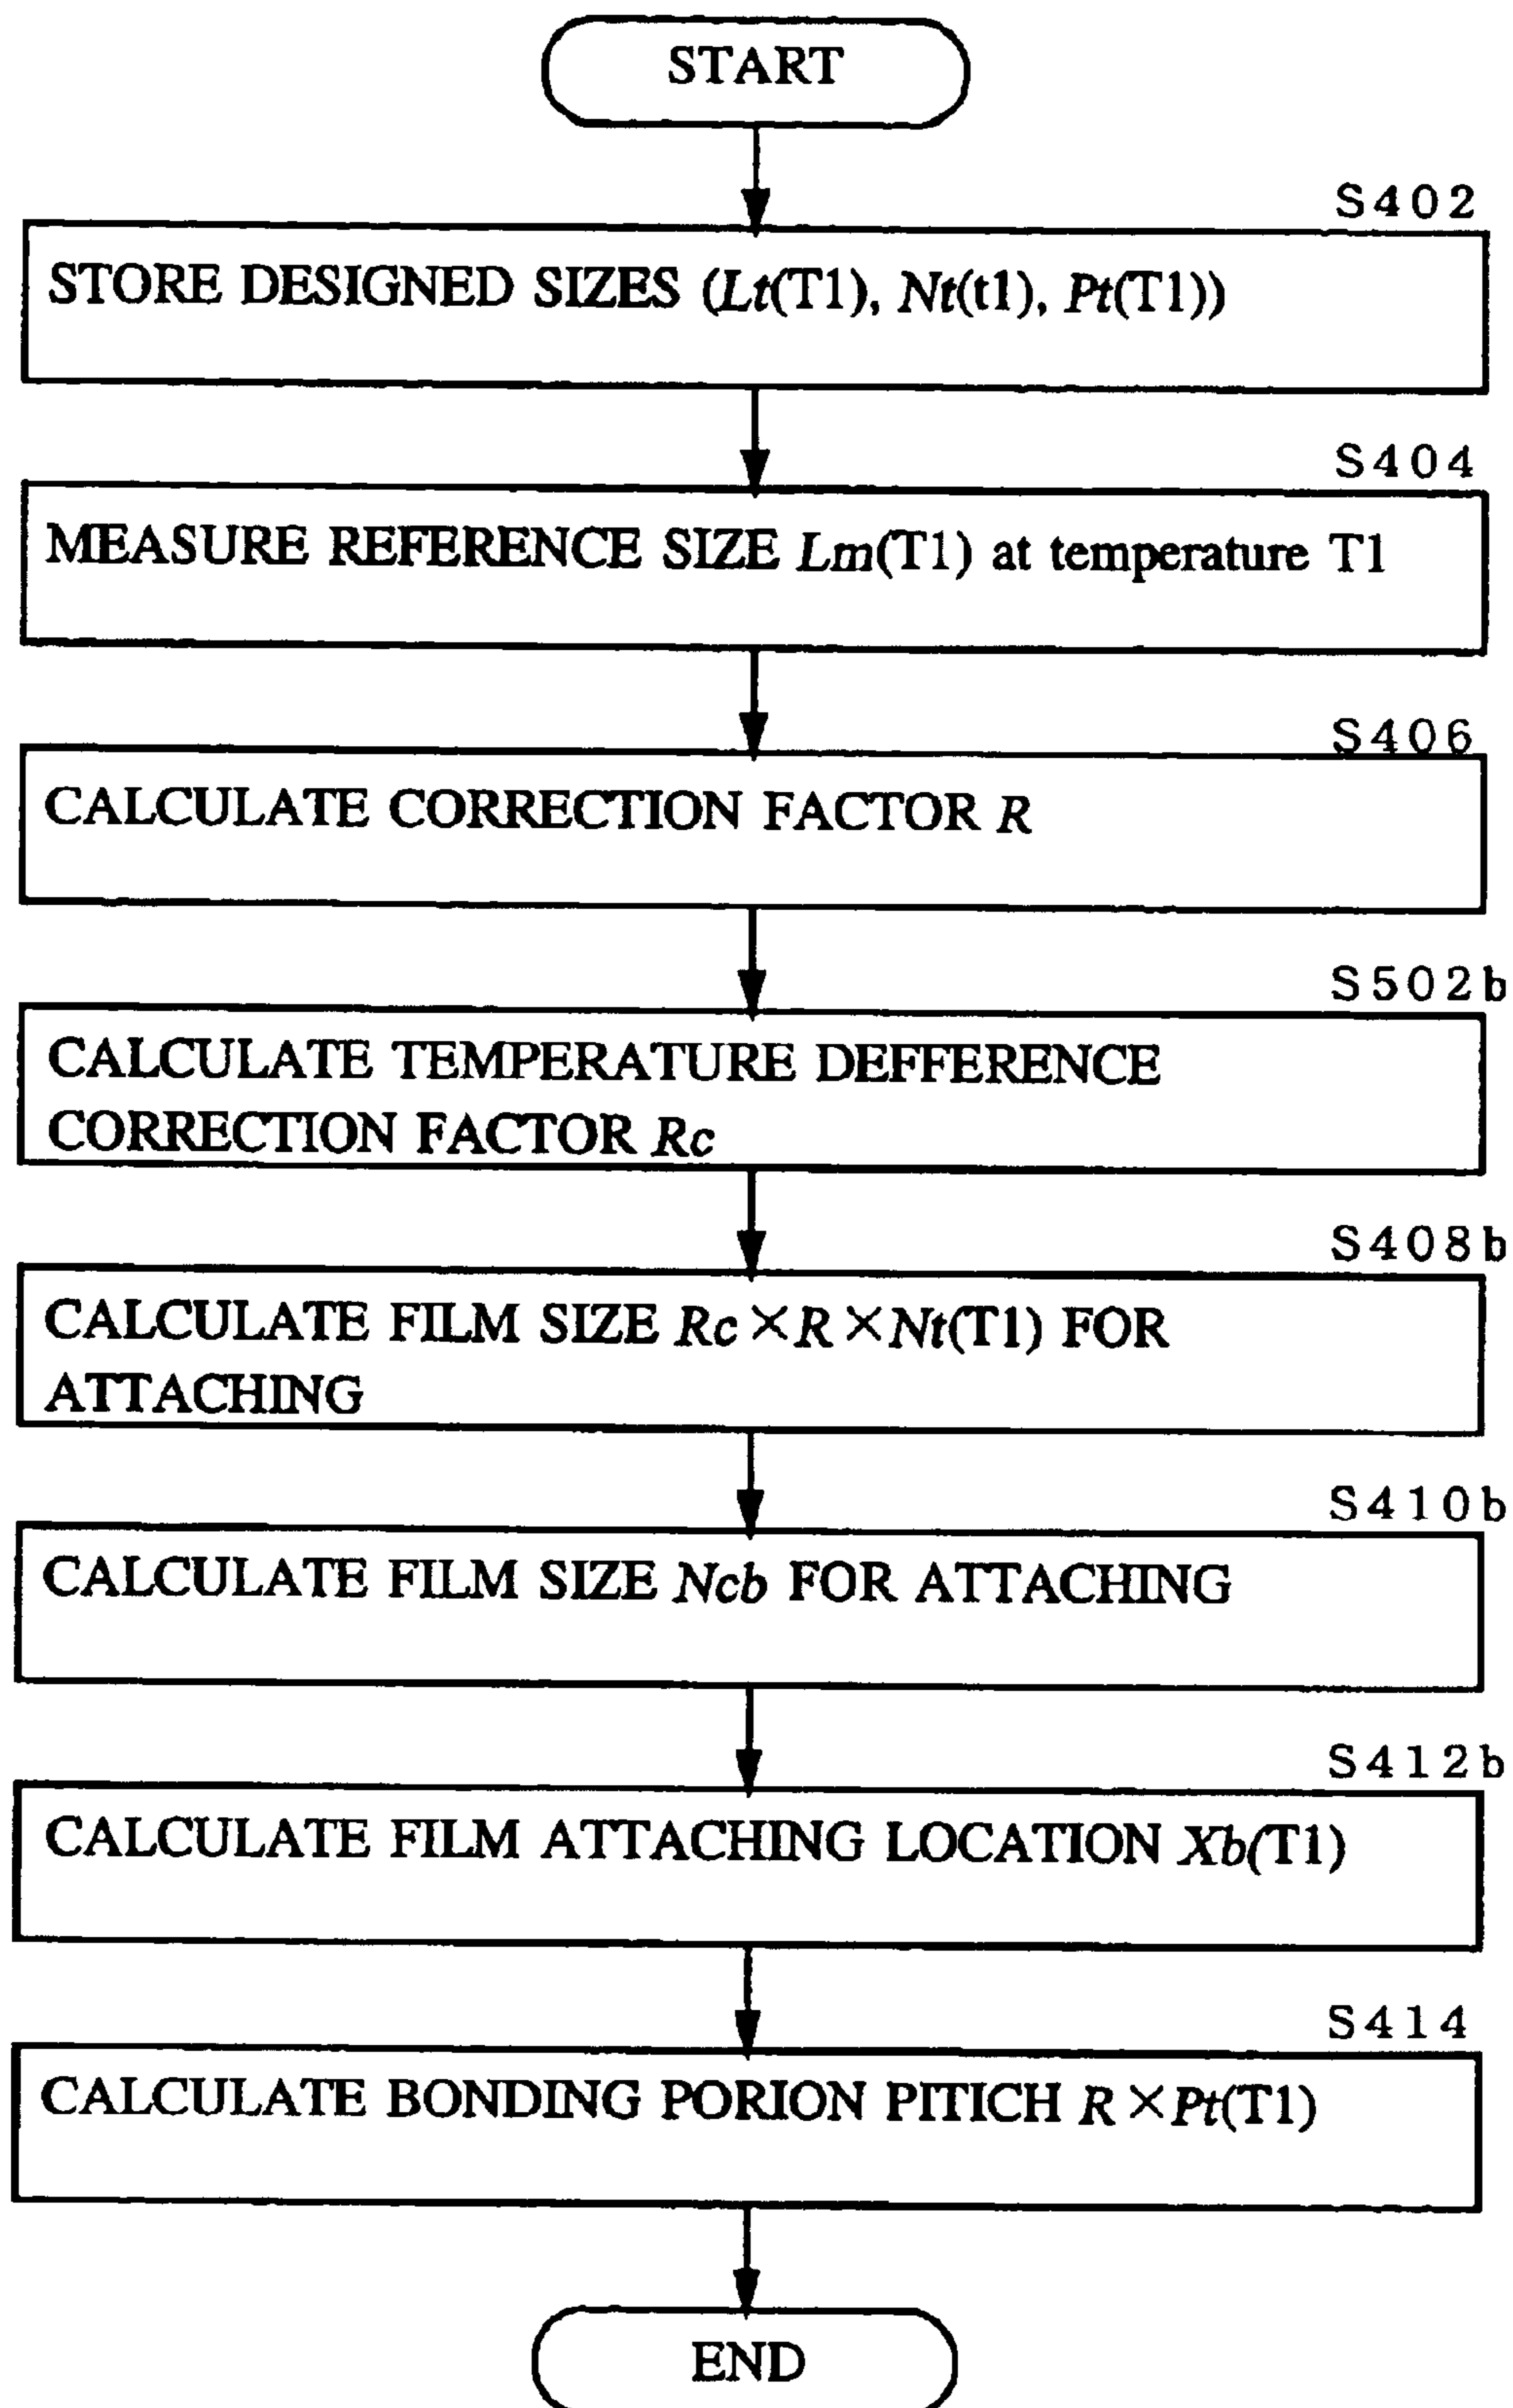 START
S402
STORE DESIGNED SIZES (Lt(T1), Nt(t1), Pt(T1))
S404
MEASURE REFERENCE SIZE Lm(T1) at temperature T1
S406
CALCULATE CORRECTION FACTOR R
S502b
CALCULATE TEMPERATURE DEFFERENCE
CORRECTION FACTOR Rc
S408b
CALCULATE FILM SIZE Rc×R×Nt(T1) FOR
ATTACHING
S410b
CALCULATE FILM SIZE Ncb FOR ATTACHING
S412b
CALCULATE FILM ATTACHING LOCATION Xb(T1)
S414
CALCULATE BONDING PORION PITICH R×Pt(T1)
END